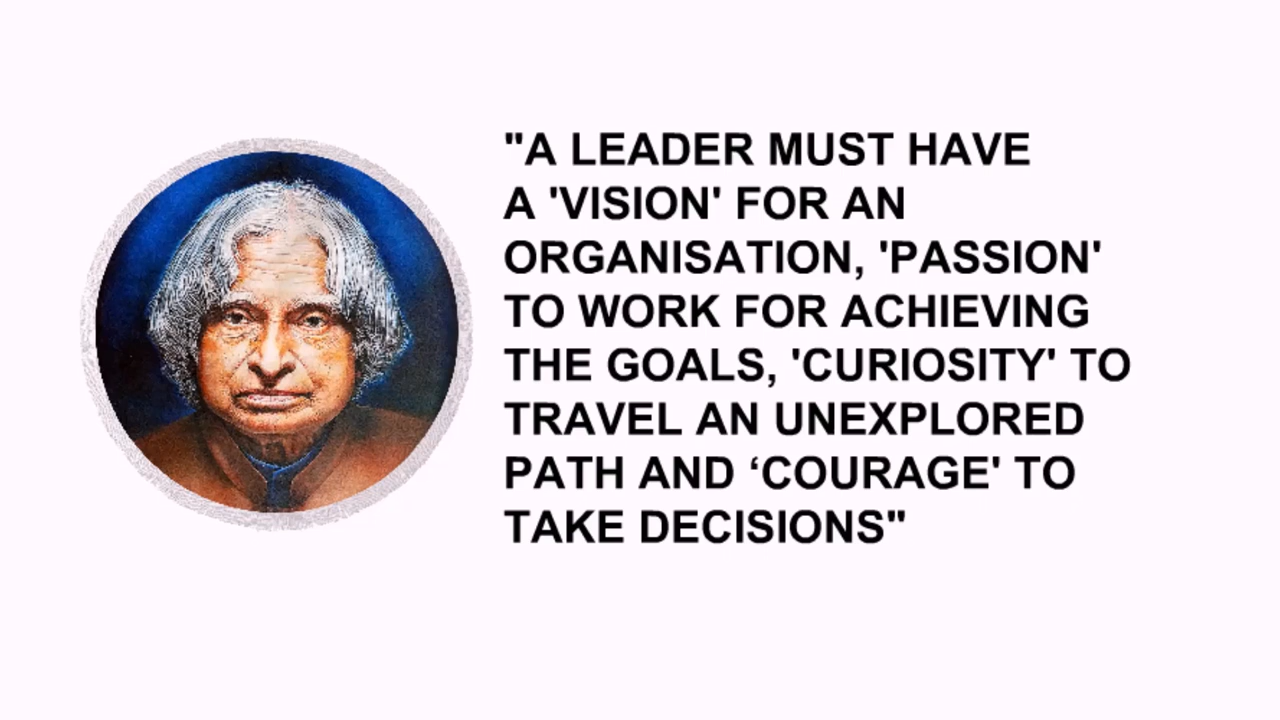 "A LEADER MUST HAVE
A 'VISION' FOR AN
ORGANISATION, 'PASSION'
TO WORK FOR ACHIEVING
THE GOALS, 'CURIOSITY' TO
TRAVEL AN UNEXPLORED
PATH AND ‘COURAGE' TO
TAKE DECISIONS"